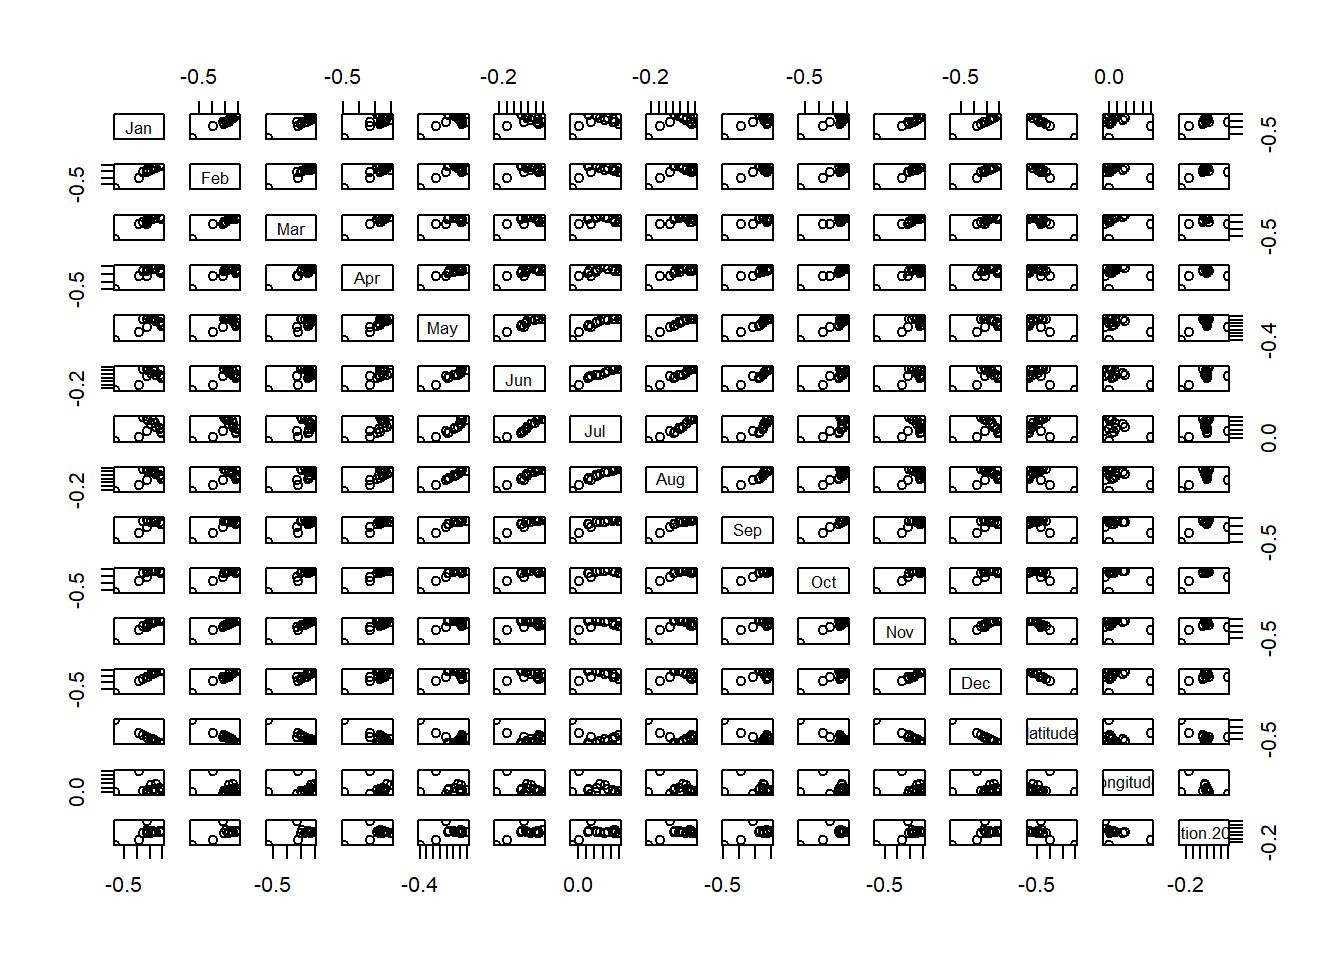 -0.5 -0.5 -0.2 -0.2 -0.5 -0.5 0.0
Jan -0.5
-0.5 Feb
Mar -0.5
-0.5 Apr
May -0.4
-0.2 Jun
Jul 0.0
-0.2 Aug
Sep -0.5
-0.5 Oct
Nov -0.5
-0.5 Dec
atitude -0.5
0.0 ongitude
tion.20 -0.2
-0.5 -0.5 -0.4 0.0 -0.5 -0.5 -0.5 -0.2